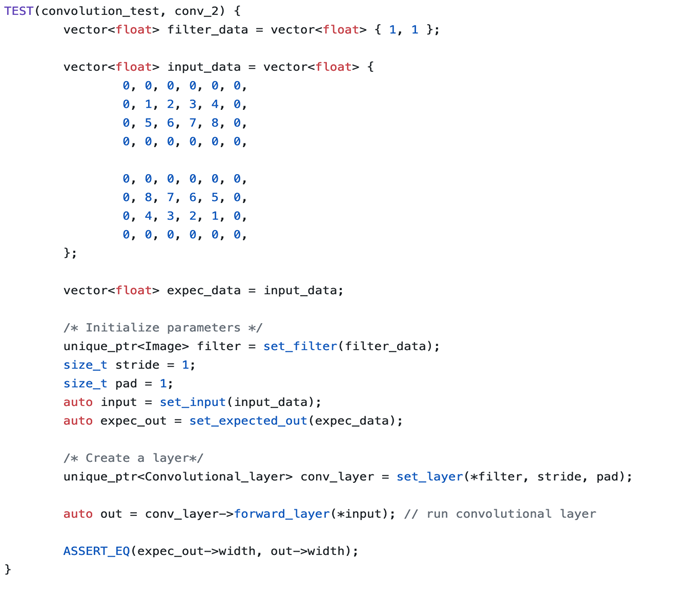 TEST(convolution_test, conv_2) {
vector<float> filter_data = vector<float> { 1, 1 };
vector<float> input_data = vector<float> {
0, 0, 0, 0, 0, 0,
0, 1, 2, 3, 4, 0,
0, 5, 6, 7, 8, 0,
0, 0, 0, 0, 0, 0,
0, 0, 0, 0, 0, 0,
0, 8, 7, 6, 5, 0,
0, 4, 3, 2, 1, 0,
0, 0, 0, 0, 0, 0,
};
vector<float> expec_data = input_data;
/* Initialize parameters */
unique_ptr<Image> filter = set_filter(filter_data);
size_t stride = 1;
size_t pad = 1;
auto input = set_input(input_data);
auto expec_out = set_expected_out(expec_data);
/* Create a layer*/
unique_ptr<Convolutional_layer> conv_layer = set_layer(*filter, stride, pad);
auto out = conv_layer->forward_layer(*input); // run convolutional layer
ASSERT_EQ(expec_out->width, out->width);
}